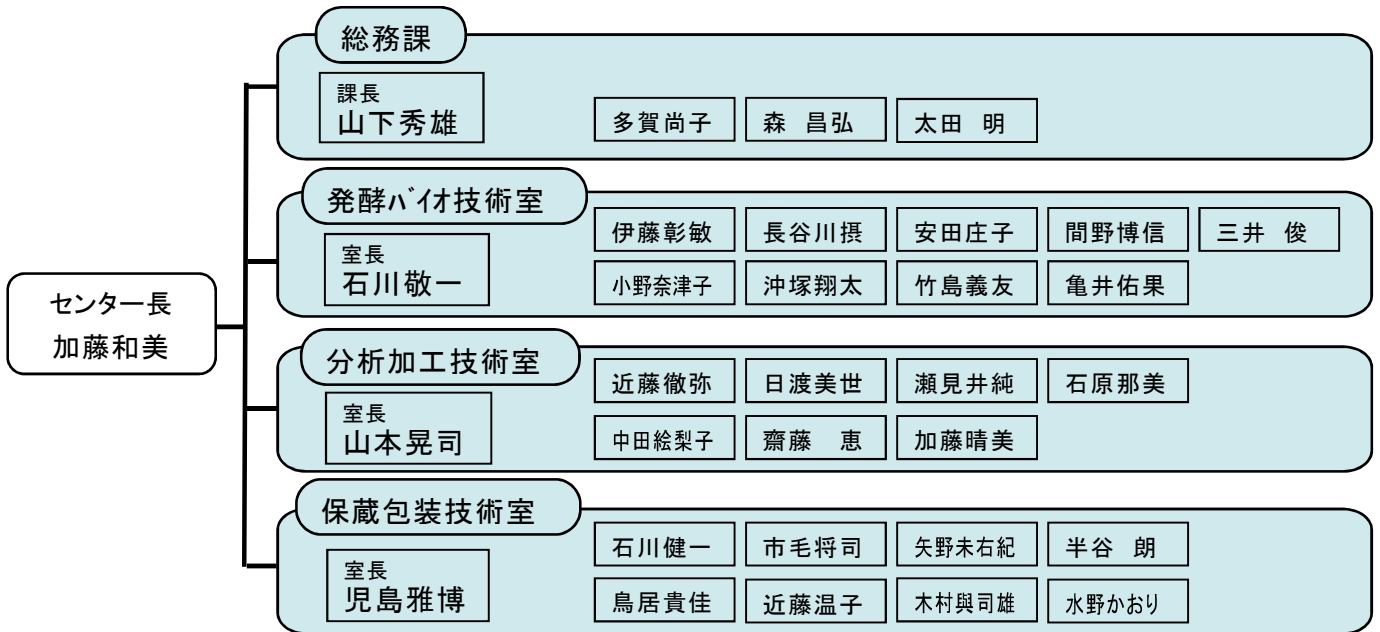 総務課
課長
山下秀雄
多賀尚子 森 昌弘 太田 明
発酵バイオ技術室
室長
石川敬一
伊藤彰敏 長谷川摂 安田庄子 間野博信 三井 俊
小野奈津子 沖塚翔太 竹島義友 亀井佑果
センター長
加藤和美
分析加工技術室
室長
山本晃司
近藤徹弥 日渡美世 瀬見井純 石原那美
中田絵梨子 齋藤 恵 加藤晴美
保蔵包装技術室
室長
児島雅博
石川健一 市毛将司 矢野未右紀 半谷 朗
鳥居貴佳 近藤温子 木村與司雄 水野かおり